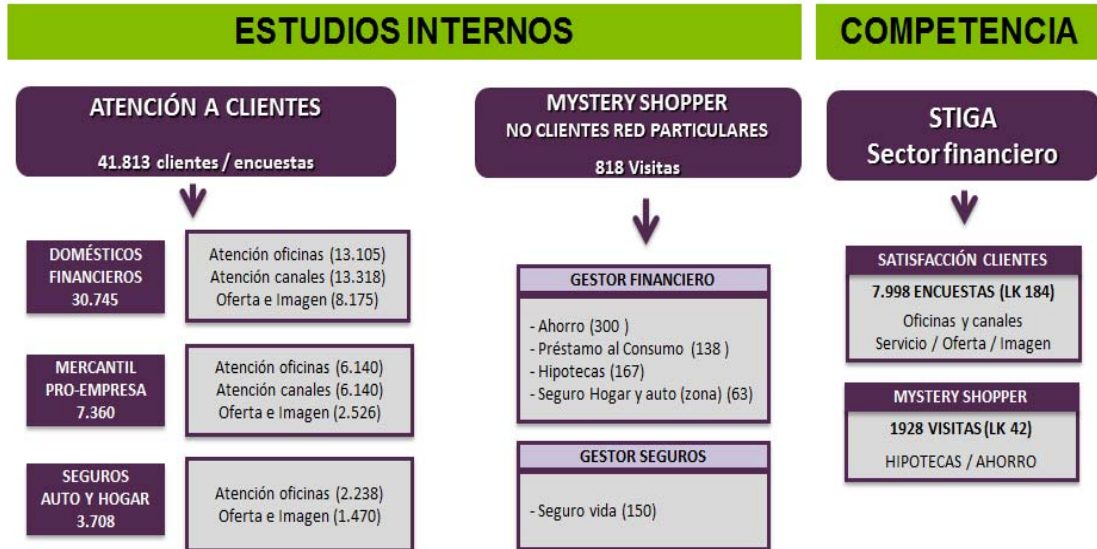 ESTUDIOS INTERNOS
COMPETENCIA
ATENCIÓN A CLIENTES
41.813 clientes / encuestas
DOMÉSTICOS
FINANCIEROS
30.745
Atención oficinas (13.105)
Atención canales (13.318)
Oferta e Imagen (8.175)
MERCANTIL
PRO-EMPRESA
7.360
Atención oficinas (6.140)
Atención canales (6.140)
Oferta e Imagen (2.526)
SEGUROS
AUTO Y HOGAR
3.708
Atención oficinas (2.238)
Oferta e Imagen (1.470)
MYSTERY SHOPPER
NO CLIENTES RED PARTICULARES
818 Visitas
GESTOR FINANCIERO
- Ahorro (300 )
- Préstamo al Consumo (138 )
- Hipotecas (167)
- Seguro Hogar y auto (zona) (63)
GESTOR SEGUROS
- Seguro vida (150)
STIGA
Sector financiero
SATISFACCIÓN CLIENTES
7.998 ENCUESTAS (LK 184)
Oficinas y canales
Servicio / Oferta / Imagen
MYSTERY SHOPPER
1928 VISITAS (LK 42)
HIPOTECAS / AHORRO